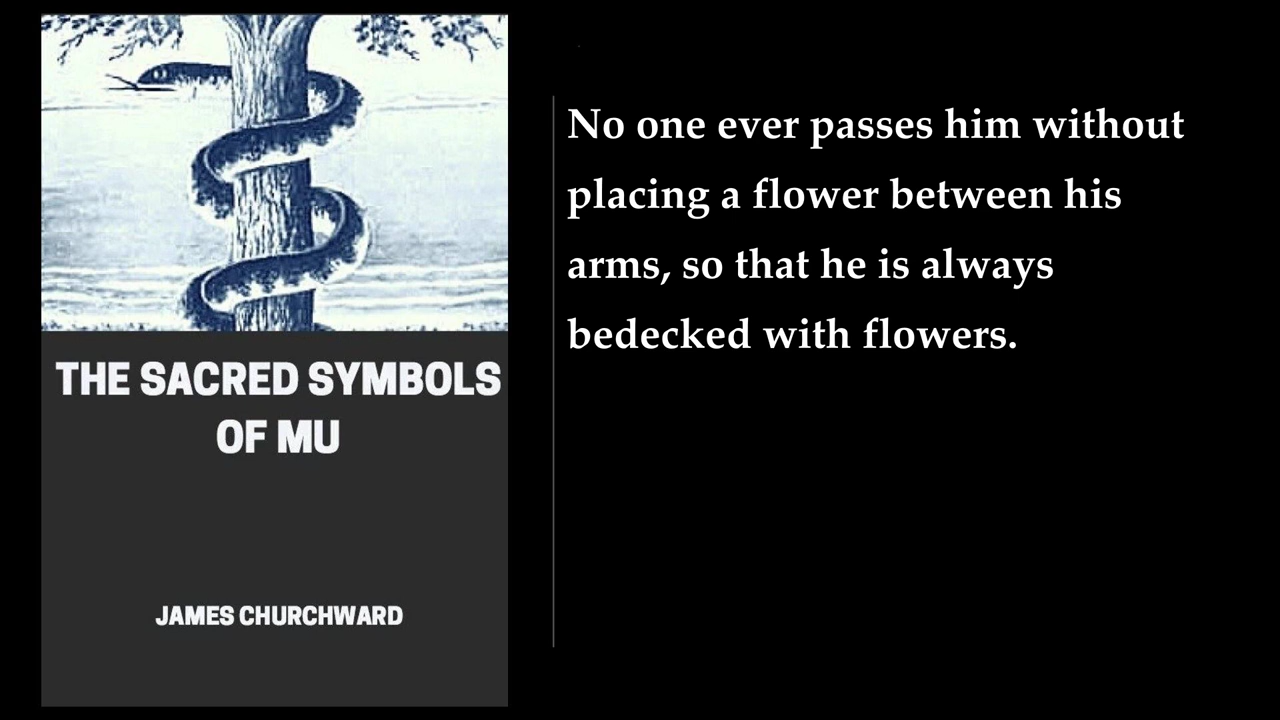 THE SACRED SYMBOLS
OF MU
JAMES CHURCHWARD
No one ever passes him without
placing a flower between his
arms, so that he is always
bedecked with flowers.